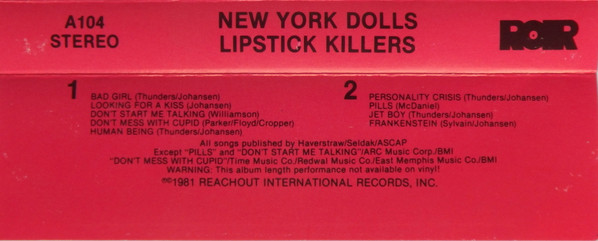 A104
STEREO
NEW YORK DOLLS
LIPSTICK KILLERS
ROIR
1
BAD GIRL (Thunders/Johansen)
LOOKING FOR A KISS (Johansen)
DON'T START ME TALKING (Williamson)
DON'T MESS WITH CUPID (Parker/Floyd/Cropper)
HUMAN BEING (Thunders/Johansen)
2
PERSONALITY CRISIS (Thunders/Johansen)
PILLS (McDaniel)
JET BOY (Thunders/Johansen)
FRANKENSTEIN (Sylvain/Johansen)
All songs published by Haverstraw/Seldak/ASCAP
Except "PILLS" and "DON'T START ME TALKING"/ARC Music Corp./BMI
"DON'T MESS WITH CUPID"/Time Music Co./Redwal Music Co./East Memphis Music Co./BMI
WARNING: This album length performance not available on vinyl!
℗©1981 REACHOUT INTERNATIONAL RECORDS, INC.